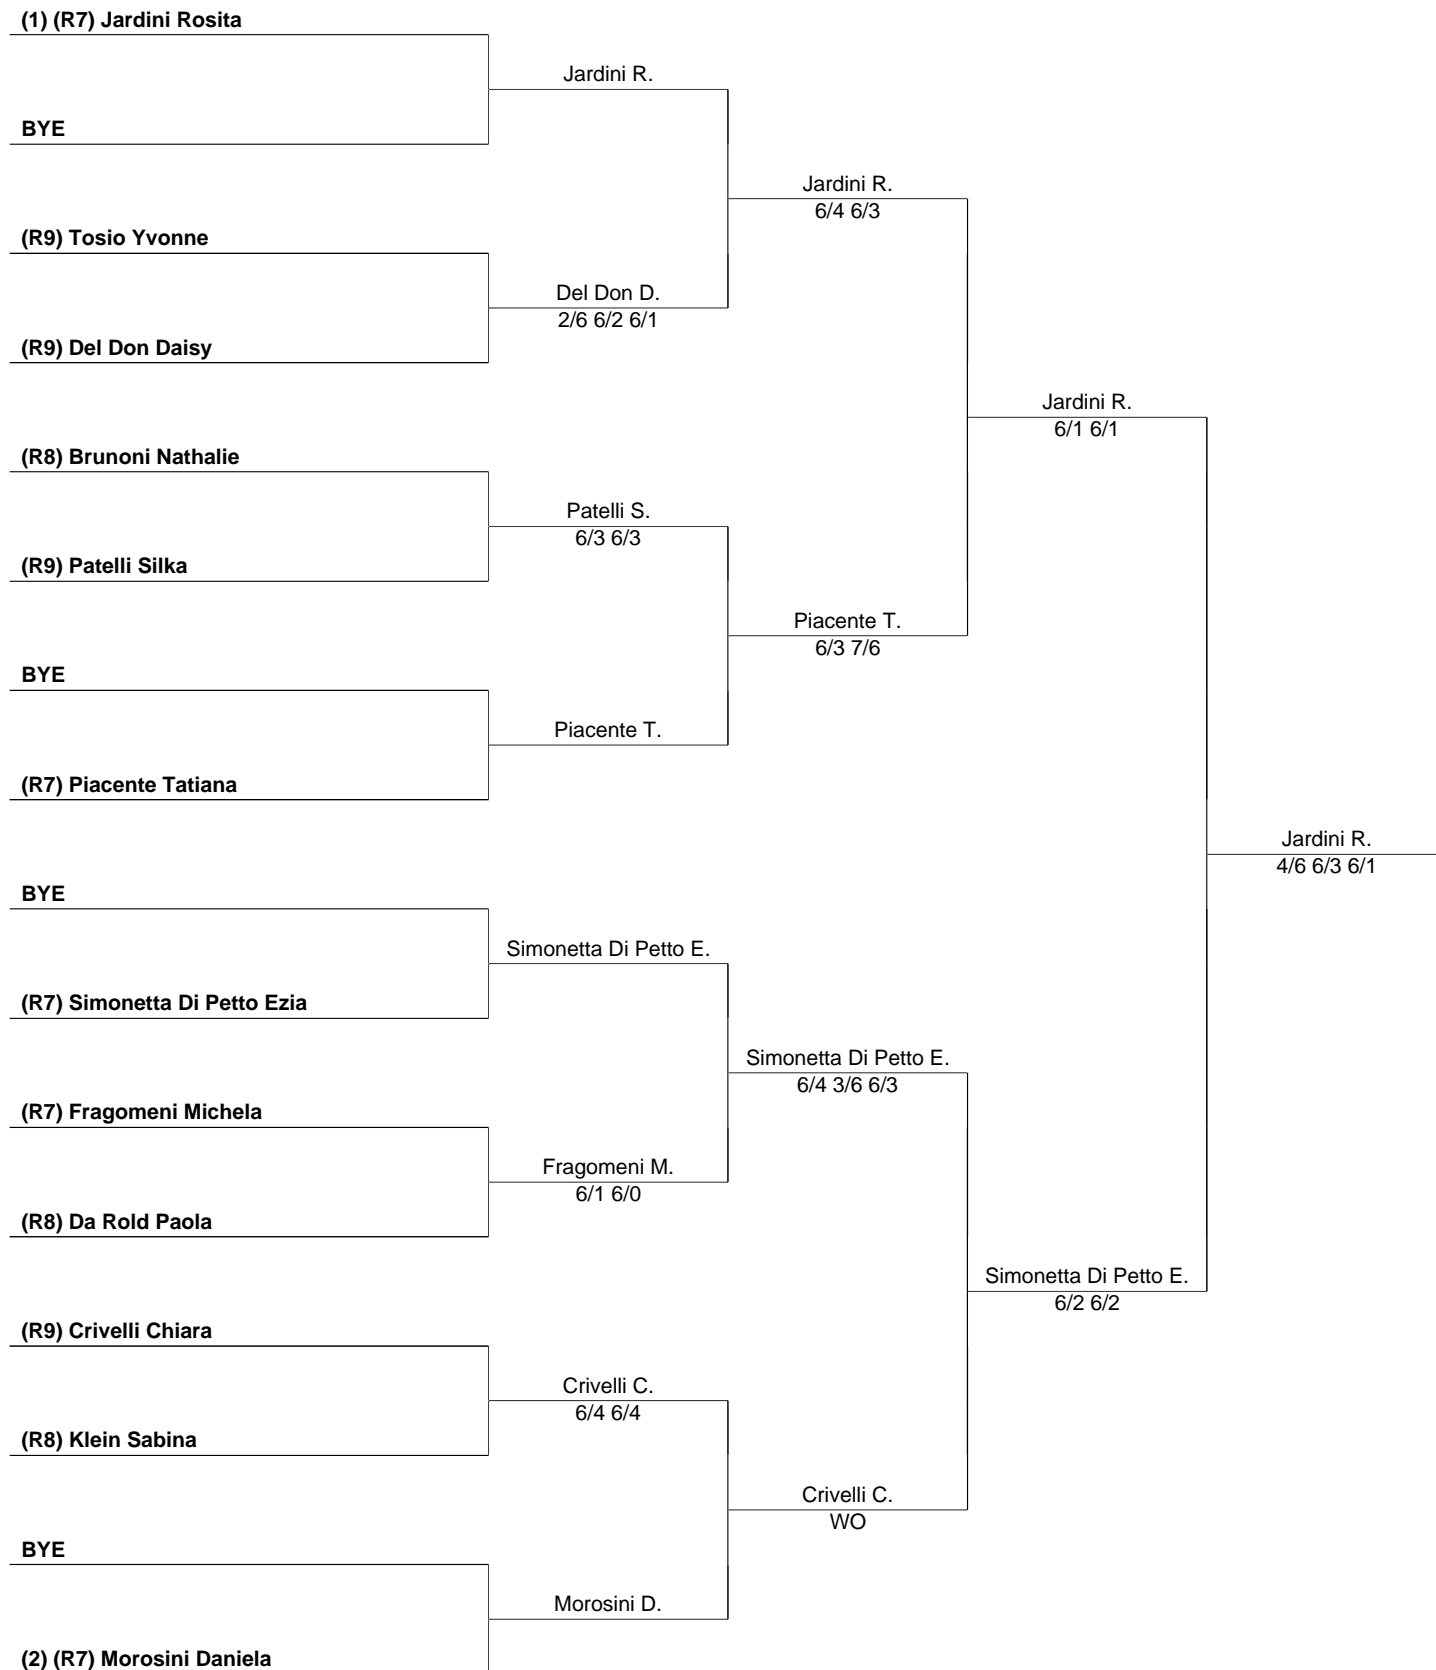 (1) (R7) Jardini Rosita
Jardini R.
BYE
Jardini R.
6/4 6/3
(R9) Tosio Yvonne
Del Don D.
2/6 6/2 6/1
(R9) Del Don Daisy
Jardini R.
6/1 6/1
(R8) Brunoni Nathalie
Patelli S.
6/3 6/3
(R9) Patelli Silka
Piacente T.
6/3 7/6
BYE
Piacente T.
(R7) Piacente Tatiana
Jardini R.
4/6 6/3 6/1
BYE
Simonetta Di Petto E.
(R7) Simonetta Di Petto Ezia
Simonetta Di Petto E.
6/4 3/6 6/3
(R7) Fragomeni Michela
Fragomeni M.
6/1 6/0
(R8) Da Rold Paola
Simonetta Di Petto E.
6/2 6/2
(R9) Crivelli Chiara
Crivelli C.
6/4 6/4
(R8) Klein Sabina
Crivelli C.
WO
BYE
Morosini D.
(2) (R7) Morosini Daniela